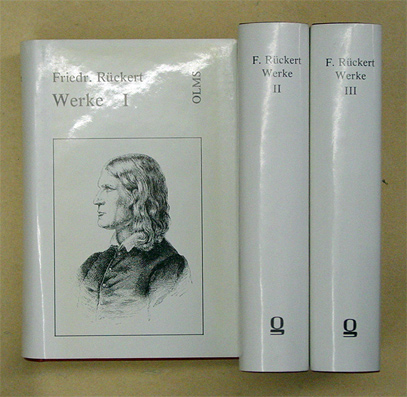 Friedr. Rückert
Werke I
OLMS
F. Rückert
Werke
II
F. Rückert
Werke
III